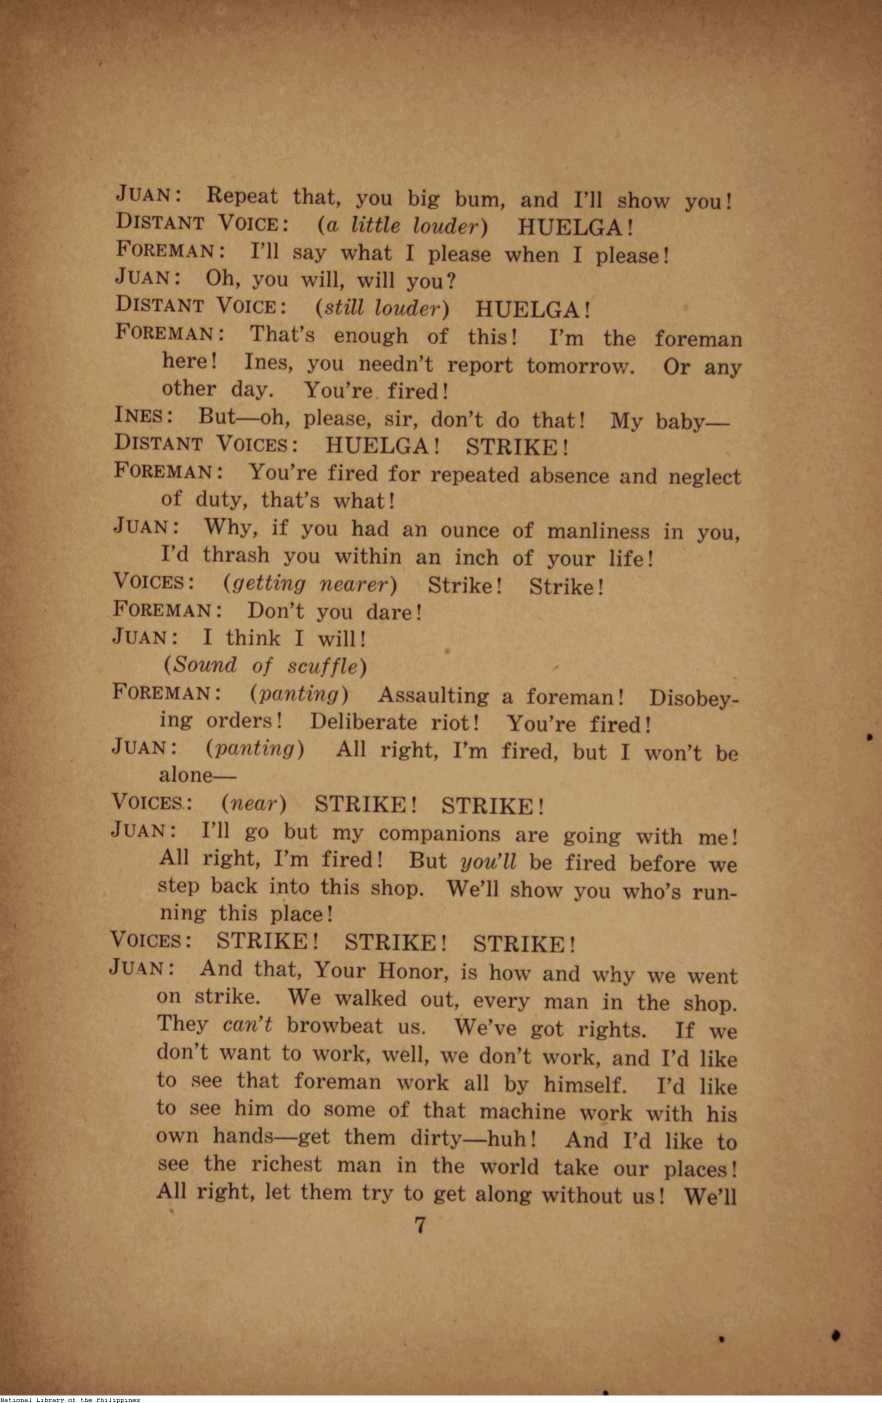 JUAN: Repeat that, you big bum, and I'll show you!
DISTANT VOICE: (a little louder) HUELGA!
FOREMAN: I'll say what I please when I please!
JUAN: Oh, you will, will you?
DISTANT VOICE: (still louder) HUELGA!
FOREMAN: That's enough of this! I'm the foreman
here! Ines, you needn't report tomorrow. Or any
other day. You're fired!
INES: But—oh, please, sir, don't do that! My baby—
DISTANT VOICES: HUELGA! STRIKE!
FOREMAN: You're fired for repeated absence and neglect
of duty, that's what!
JUAN: Why, if you had an ounce of manliness in you,
I'd thrash you within an inch of your life!
VOICES: (getting nearer) Strike! Strike!
FOREMAN: Don't you dare!
JUAN: I think I will!
(Sound of scuffle)
FOREMAN: (panting) Assaulting a foreman! Disobey-
ing orders! Deliberate riot! You're fired!
JUAN: (panting) All right, I'm fired, but I won't be
alone—
VOICES: (near) STRIKE! STRIKE!
JUAN: I'll go but my companions are going with me!
All right, I'm fired! But you'll be fired before we
step back into this shop. We'll show you who's run-
ning this place!
VOICES: STRIKE! STRIKE! STRIKE!
JUAN: And that, Your Honor, is how and why we went
on strike. We walked out, every man in the shop.
They can't browbeat us. We've got rights. If we
don't want to work, well, we don't work, and I'd like
to see that foreman work all by himself. I'd like
to see him do some of that machine work with his
own hands—get them dirty—huh! And I'd like to
see the richest man in the world take our places!
All right, let them try to get along without us! We'll
7
National Library of the Philippines